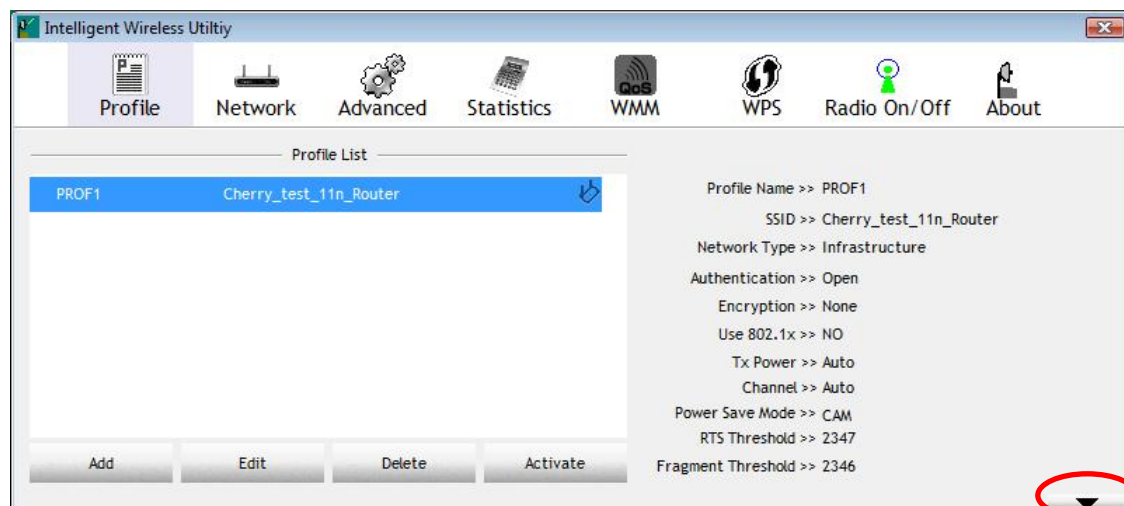 Intelligent Wireless Utiltiy
Profile Network Advanced Statistics WMM WPS Radio On/Off About
QoS
Profile List
PROF1 Cherry_test_11n_Router
Add Edit Delete Activate
Profile Name >> PROF1
SSID >> Cherry_test_11n_Router
Network Type >> Infrastructure
Authentication >> Open
Encryption >> None
Use 802.1x >> NO
Tx Power >> Auto
Channel >> Auto
Power Save Mode >> CAM
RTS Threshold >> 2347
Fragment Threshold >> 2346